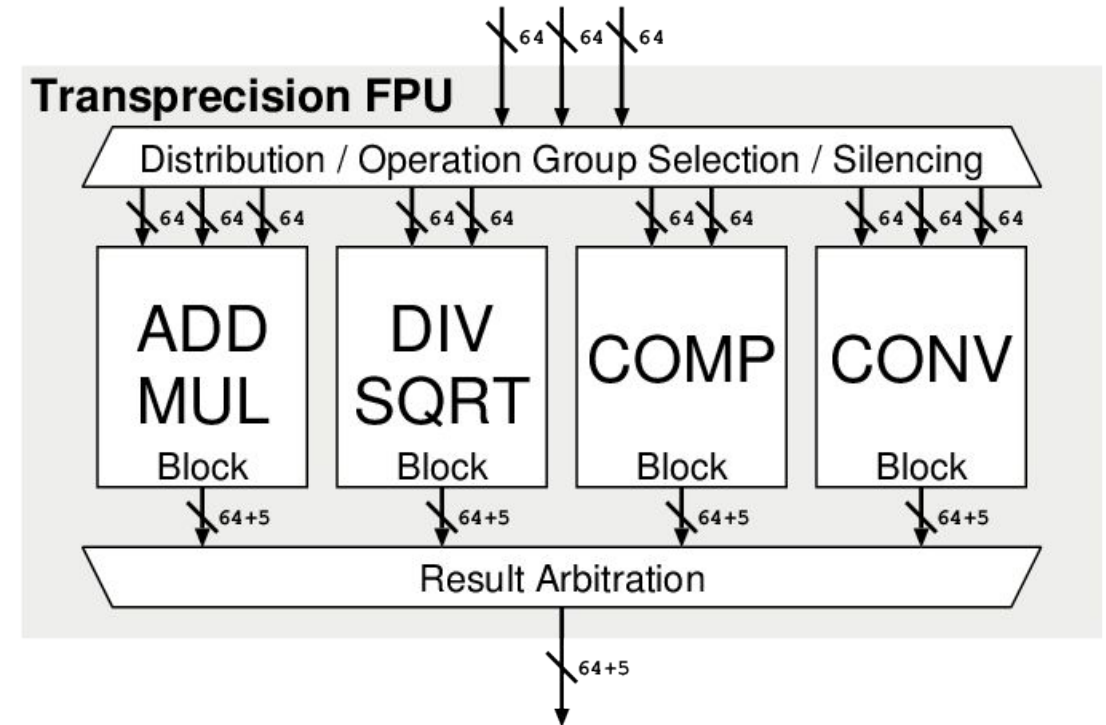 64 64 64
Transprecision FPU
Distribution / Operation Group Selection / Silencing
64 64 64 64 64 64 64 64 64 64
ADD
MUL
Block
DIV
SQRT
Block
COMP
Block
CONV
Block
64+5 64+5 64+5 64+5
Result Arbitration
64+5